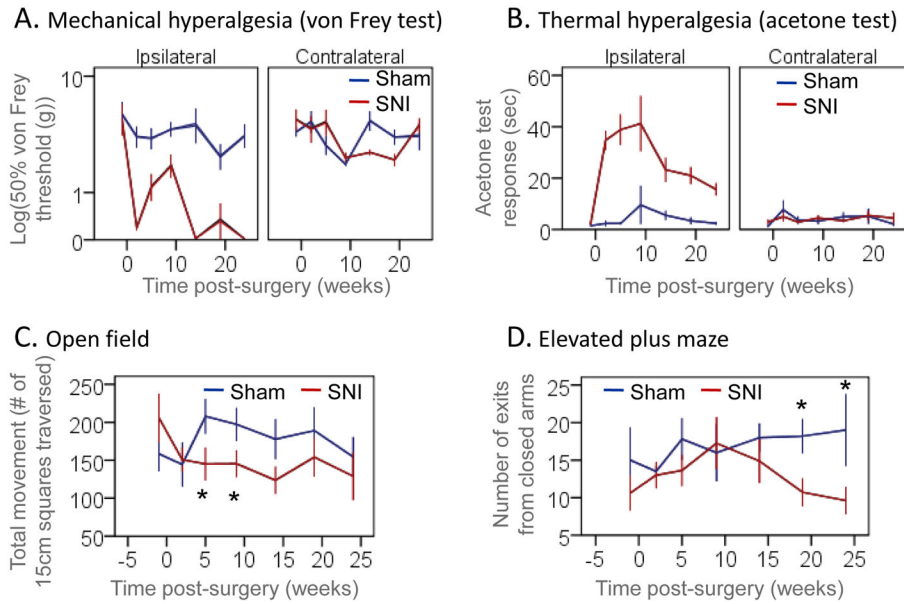 A. Mechanical hyperalgesia (von Frey test)
Ipsilateral
Contralateral
Sham
SNI
Log(50% von Frey
threshold (g))
10
1
0
0 10 20
0 10 20
Time post-surgery (weeks)
B. Thermal hyperalgesia (acetone test)
Ipsilateral
Contralateral
Sham
SNI
Acetone test
response (sec)
60
40
20
0
0 10 20
0 10 20
Time post-surgery (weeks)
C. Open field
Sham SNI
Total movement (# of
15cm squares traversed)
250
200
150
100
50
* *
-5 0 5 10 15 20 25
Time post-surgery (weeks)
D. Elevated plus maze
Sham SNI
Number of exits
from closed arms
25
20
15
10
5
* *
-5 0 5 10 15 20 25
Time post-surgery (weeks)